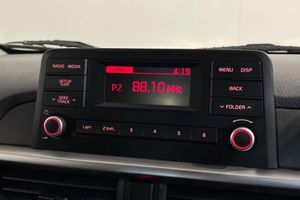 RADIO MEDIA
4:19
MENU DISP
SETUP
P2 88.10 MHz
BACK
SEEK
TRACK
FOLDER
1 RPT 2 SHFL 3 4 5 6